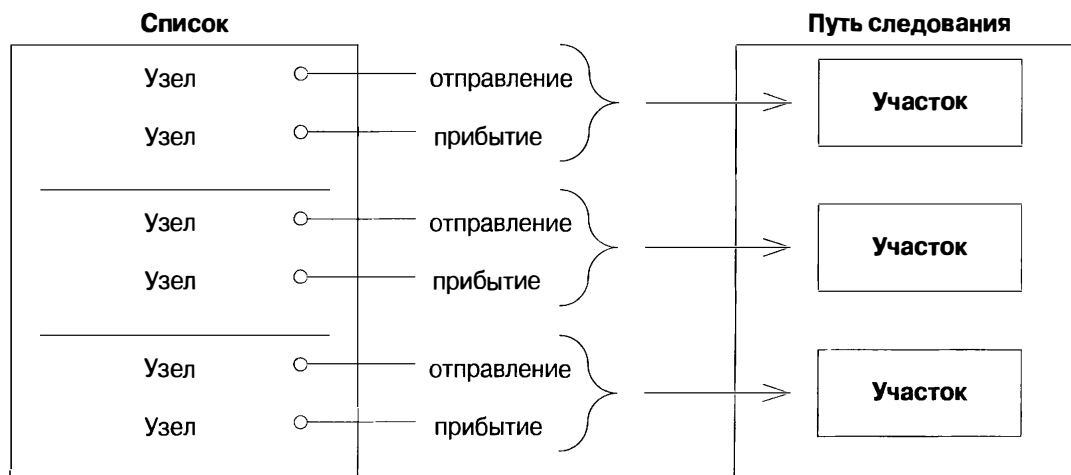 Список Путь следования
Узел отправление
Участок
Узел прибытие
Узел отправление
Участок
Узел прибытие
Узел отправление
Участок
Узел прибытие